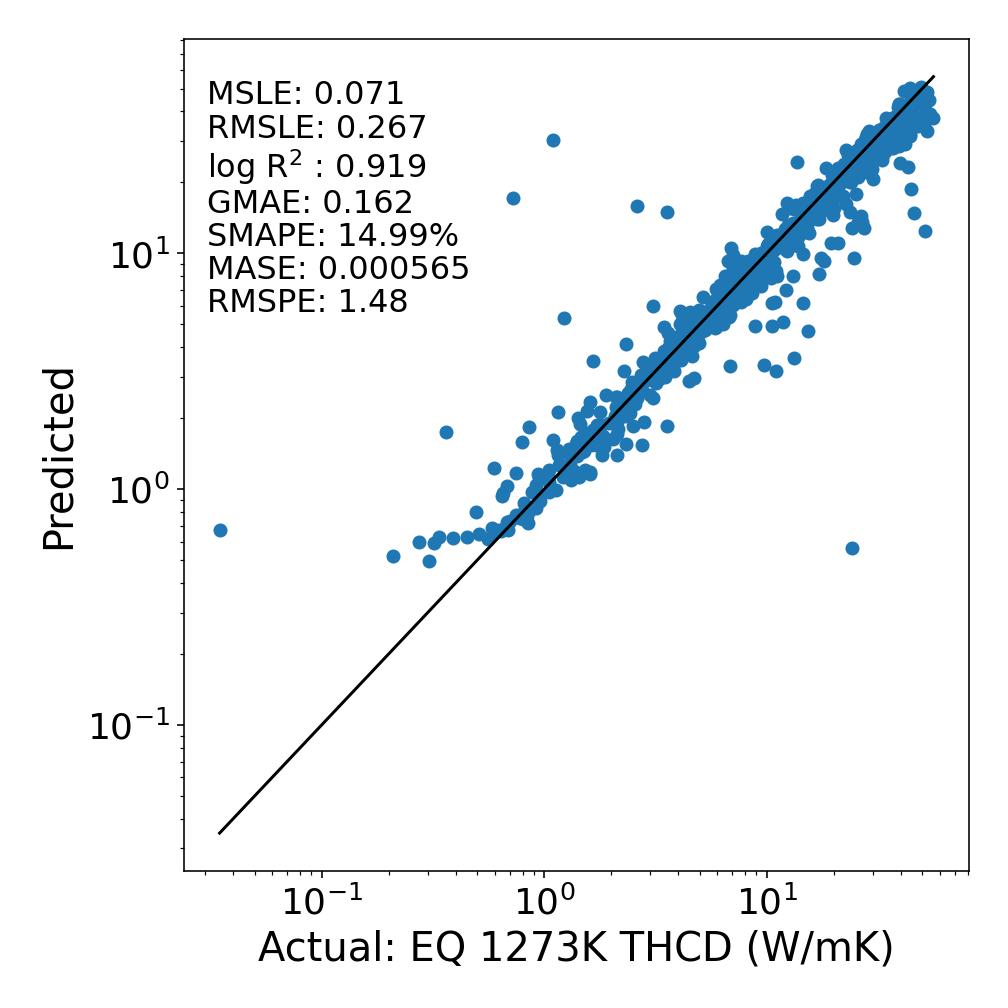 MSLE: 0.071
RMSLE: 0.267
log R² : 0.919
GMAE: 0.162
SMAPE: 14.99%
MASE: 0.000565
RMSPE: 1.48
10¹
10⁰
10⁻¹
Predicted
10⁻¹ 10⁰ 10¹
Actual: EQ 1273K THCD (W/mK)